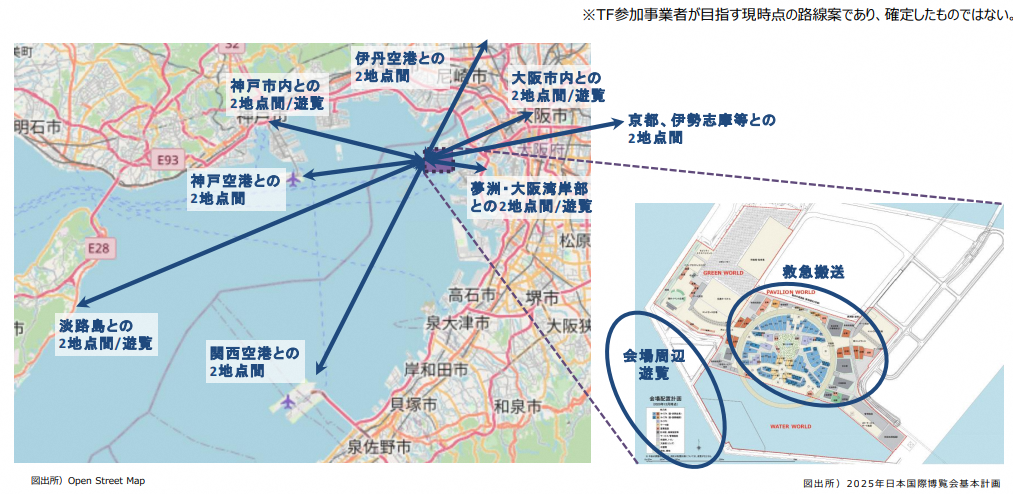 ※TF参加事業者が目指す現時点の路線案であり、確定したものではない。
伊丹空港との
2地点間
尼崎市
神戸市内との
2地点間/遊覧
神戸市
大阪市内との
2地点間/遊覧
大阪市
大阪府
京都、伊勢志摩等との
2地点間
明石市
E93
神戸空港との
2地点間
夢洲・大阪湾岸部
との2地点間/遊覧
E28
松原
淡路島との
2地点間/遊覧
関西空港との
2地点間
高石市
堺市
泉大津市
大阪狭
岸和田市
貝塚市
和泉市
泉佐野市
救急搬送
GREEN WORLD
PAVILION WORLD
会場周辺
遊覧
会場配置計画
WATER WORLD
図出所）Open Street Map
図出所）2025年日本国際博覧会基本計画